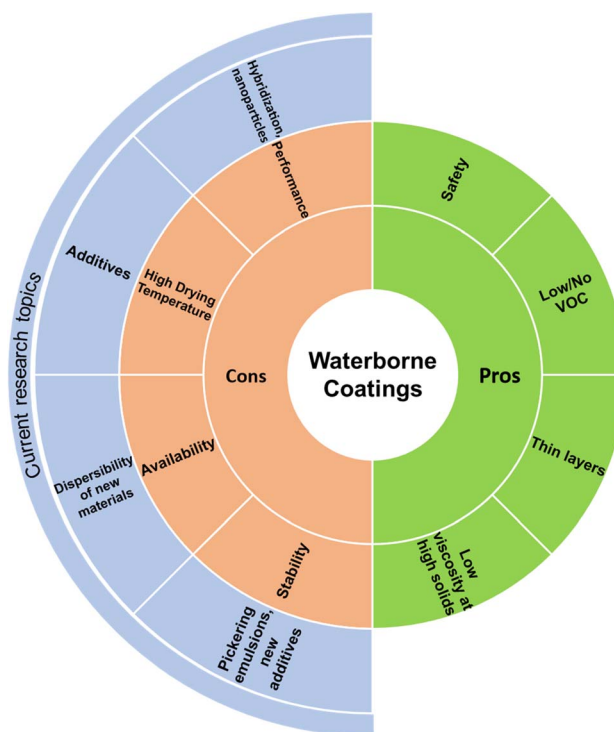 Waterborne
Coatings
Pros
Safety
Low/No
VOC
Thin layers
Low
viscosity at
high solids
Cons
Performance
High Drying
Temperature
Availability
Stability
Current research topics
Hybridization,
nanoparticles
Additives
Dispersibility
of new
materials
Pickering
emulsions,
new
additives